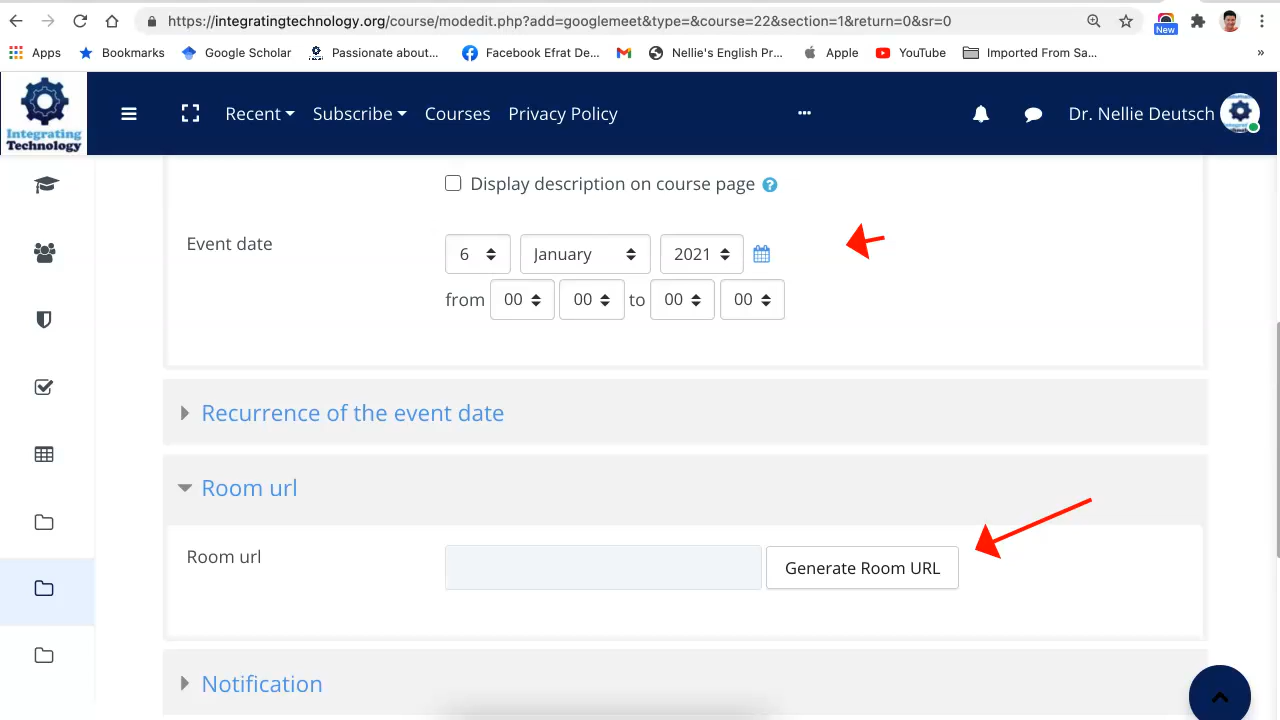 https://integratingtechnology.org/course/modedit.php?add=googlemeet&type=&course=22&section=1&return=0&sr=0
New
Apps Bookmarks Google Scholar Passionate about... Facebook Efrat De... Nellie's English Pr... Apple YouTube Imported From Sa... »
Integrating
Technology
Recent Subscribe Courses Privacy Policy ... Dr. Nellie Deutsch
Display description on course page ?
Event date 6 January 2021
from 00 00 to 00 00
Recurrence of the event date
Room url
Room url Generate Room URL
Notification